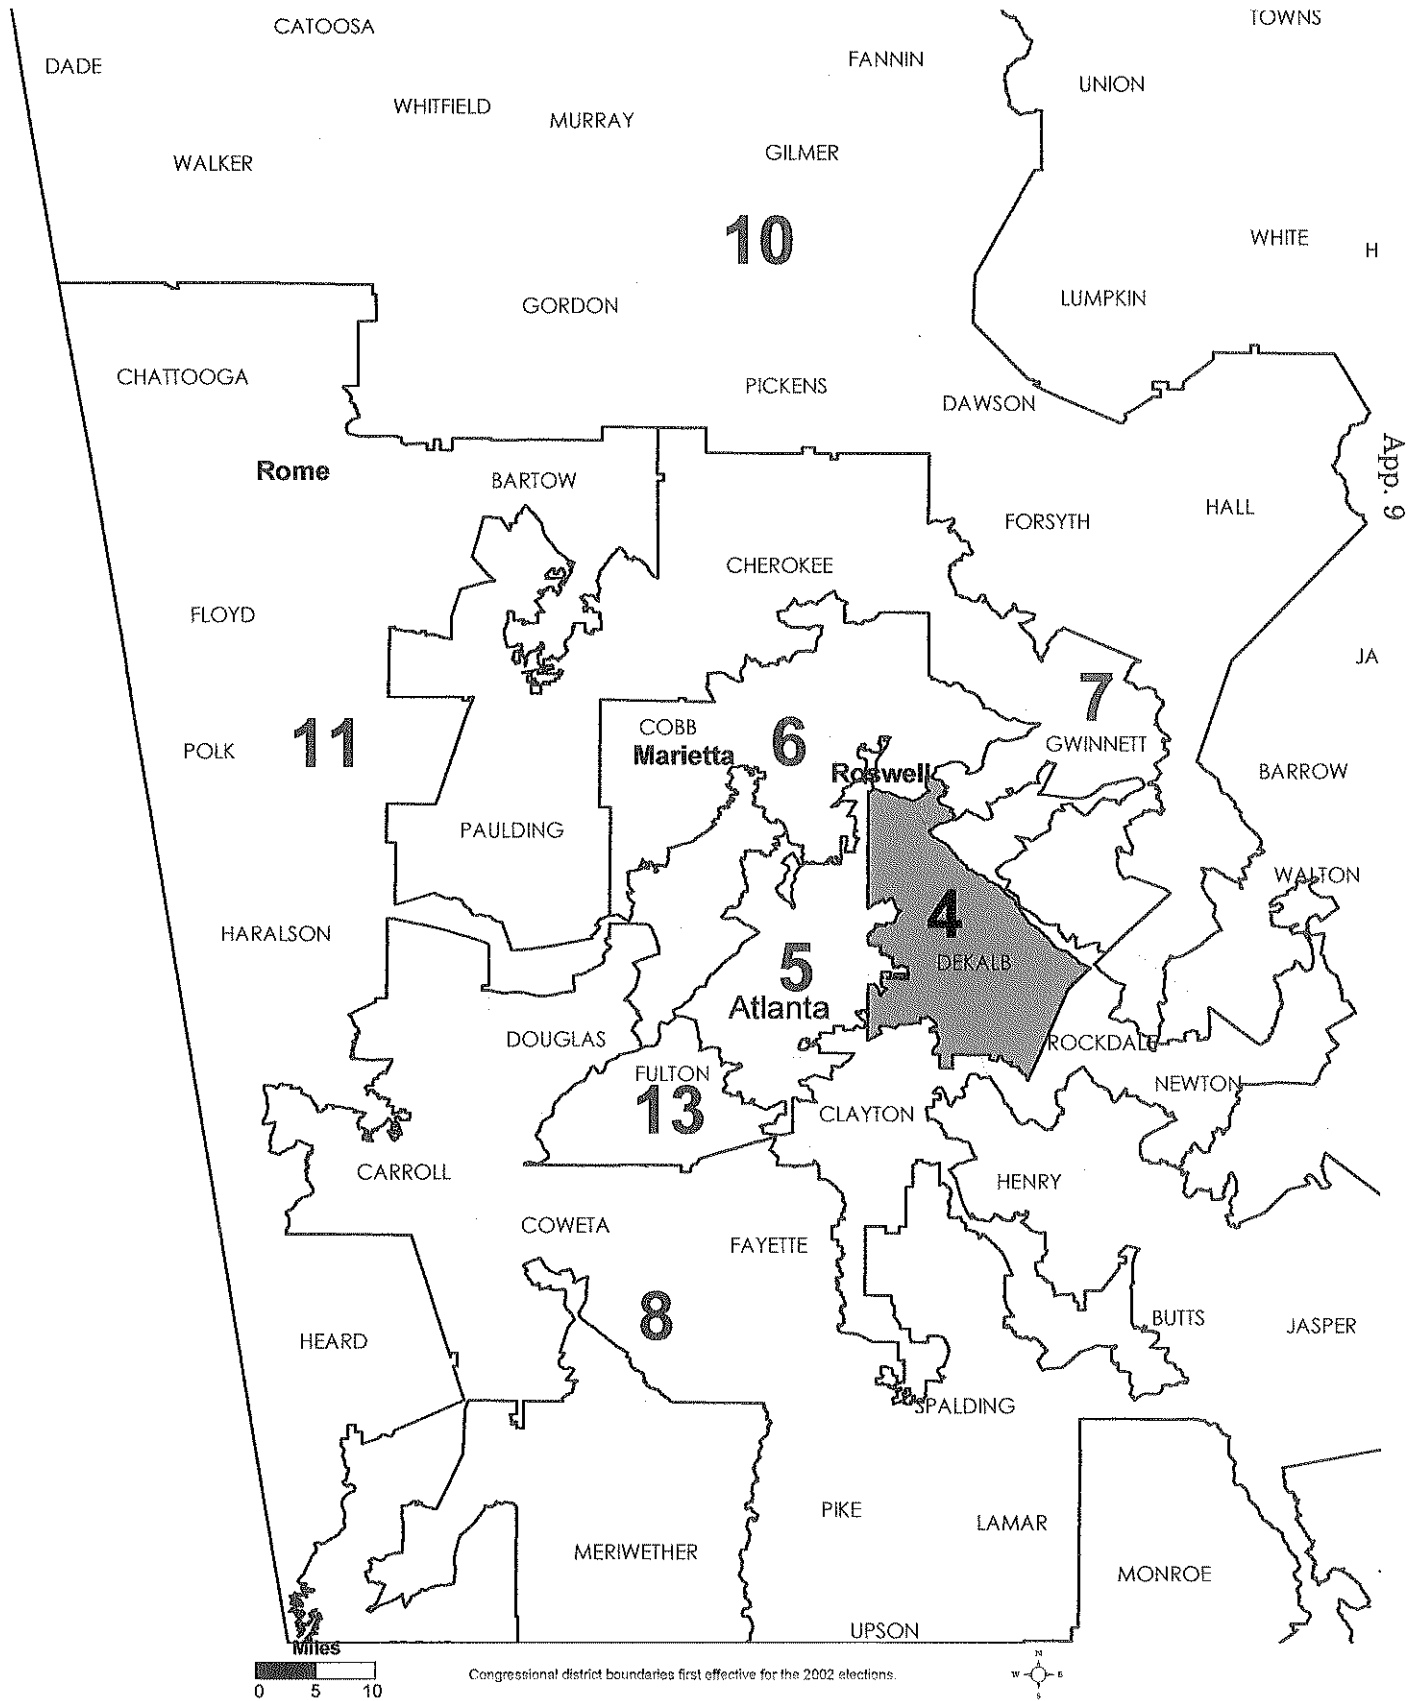 TOWNS
CATOOSA
DADE
FANNIN
UNION
WHITFIELD
MURRAY
GILMER
WALKER
10
WHITE
H
LUMPKIN
GORDON
CHATTOOGA
PICKENS
DAWSON
App. 9
Rome
BARTOW
HALL
FORSYTH
CHEROKEE
FLOYD
JA
7
COBB
GWINNETT
11
6
POLK
Marietta
Roswell
BARROW
PAULDING
WALTON
4
HARALSON
DEKALB
5
Atlanta
DOUGLAS
ROCKDALE
FULTON
NEWTON
13
CLAYTON
CARROLL
HENRY
COWETA
FAYETTE
8
BUTTS
JASPER
HEARD
SPALDING
PIKE
LAMAR
MERIWETHER
MONROE
UPSON
Miles
0 5 10
Congressional district boundaries first effective for the 2002 elections.
N
W E
S